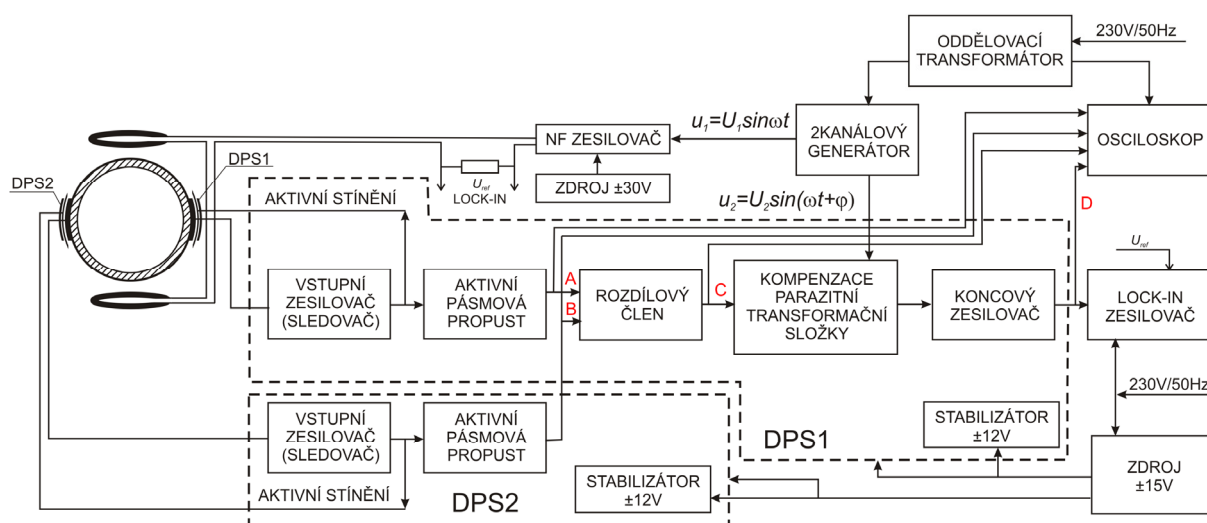 ODDĚLOVACÍ
TRANSFORMÁTOR
230V/50Hz
u₁=U₁sinωt
2KANÁLOVÝ
GENERÁTOR
OSCILOSKOP
NF ZESILOVAČ
ZDROJ ±30V
Uref
LOCK-IN
DPS1
DPS2
AKTIVNÍ STÍNĚNÍ
u₂=U₂sin(ωt+φ)
D
Uref
VSTUPNÍ
ZESILOVAČ
(SLEDOVAČ)
AKTIVNÍ
PÁSMOVÁ
PROPUST
A
B
ROZDÍLOVÝ
ČLEN
C
KOMPENZACE
PARAZITNÍ
TRANSFORMAČNÍ
SLOŽKY
KONCOVÝ
ZESILOVAČ
LOCK-IN
ZESILOVAČ
230V/50Hz
VSTUPNÍ
ZESILOVAČ
(SLEDOVAČ)
AKTIVNÍ
PÁSMOVÁ
PROPUST
DPS1
STABILIZÁTOR
±12V
AKTIVNÍ STÍNĚNÍ
DPS2
STABILIZÁTOR
±12V
ZDROJ
±15V